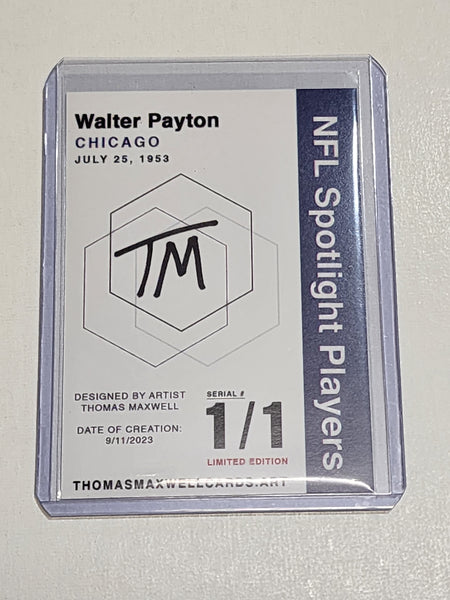 Walter Payton
CHICAGO
JULY 25, 1953
TM
DESIGNED BY ARTIST
THOMAS MAXWELL
DATE OF CREATION:
9/11/2023
SERIAL #
1/1
LIMITED EDITION
THOMASMAXWELLCARDS.ART
NFL Spotlight Players